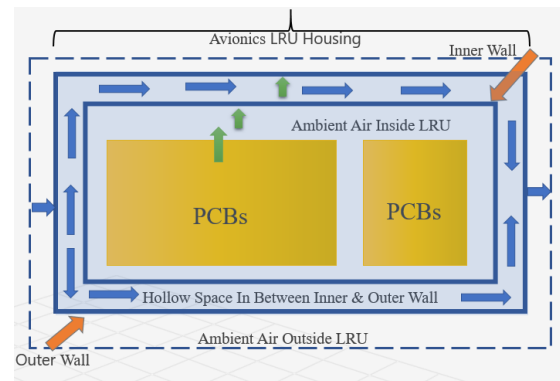 Avionics LRU Housing
Inner Wall
Ambient Air Inside LRU
PCBs
PCBs
Hollow Space In Between Inner & Outer Wall
Ambient Air Outside LRU
Outer Wall